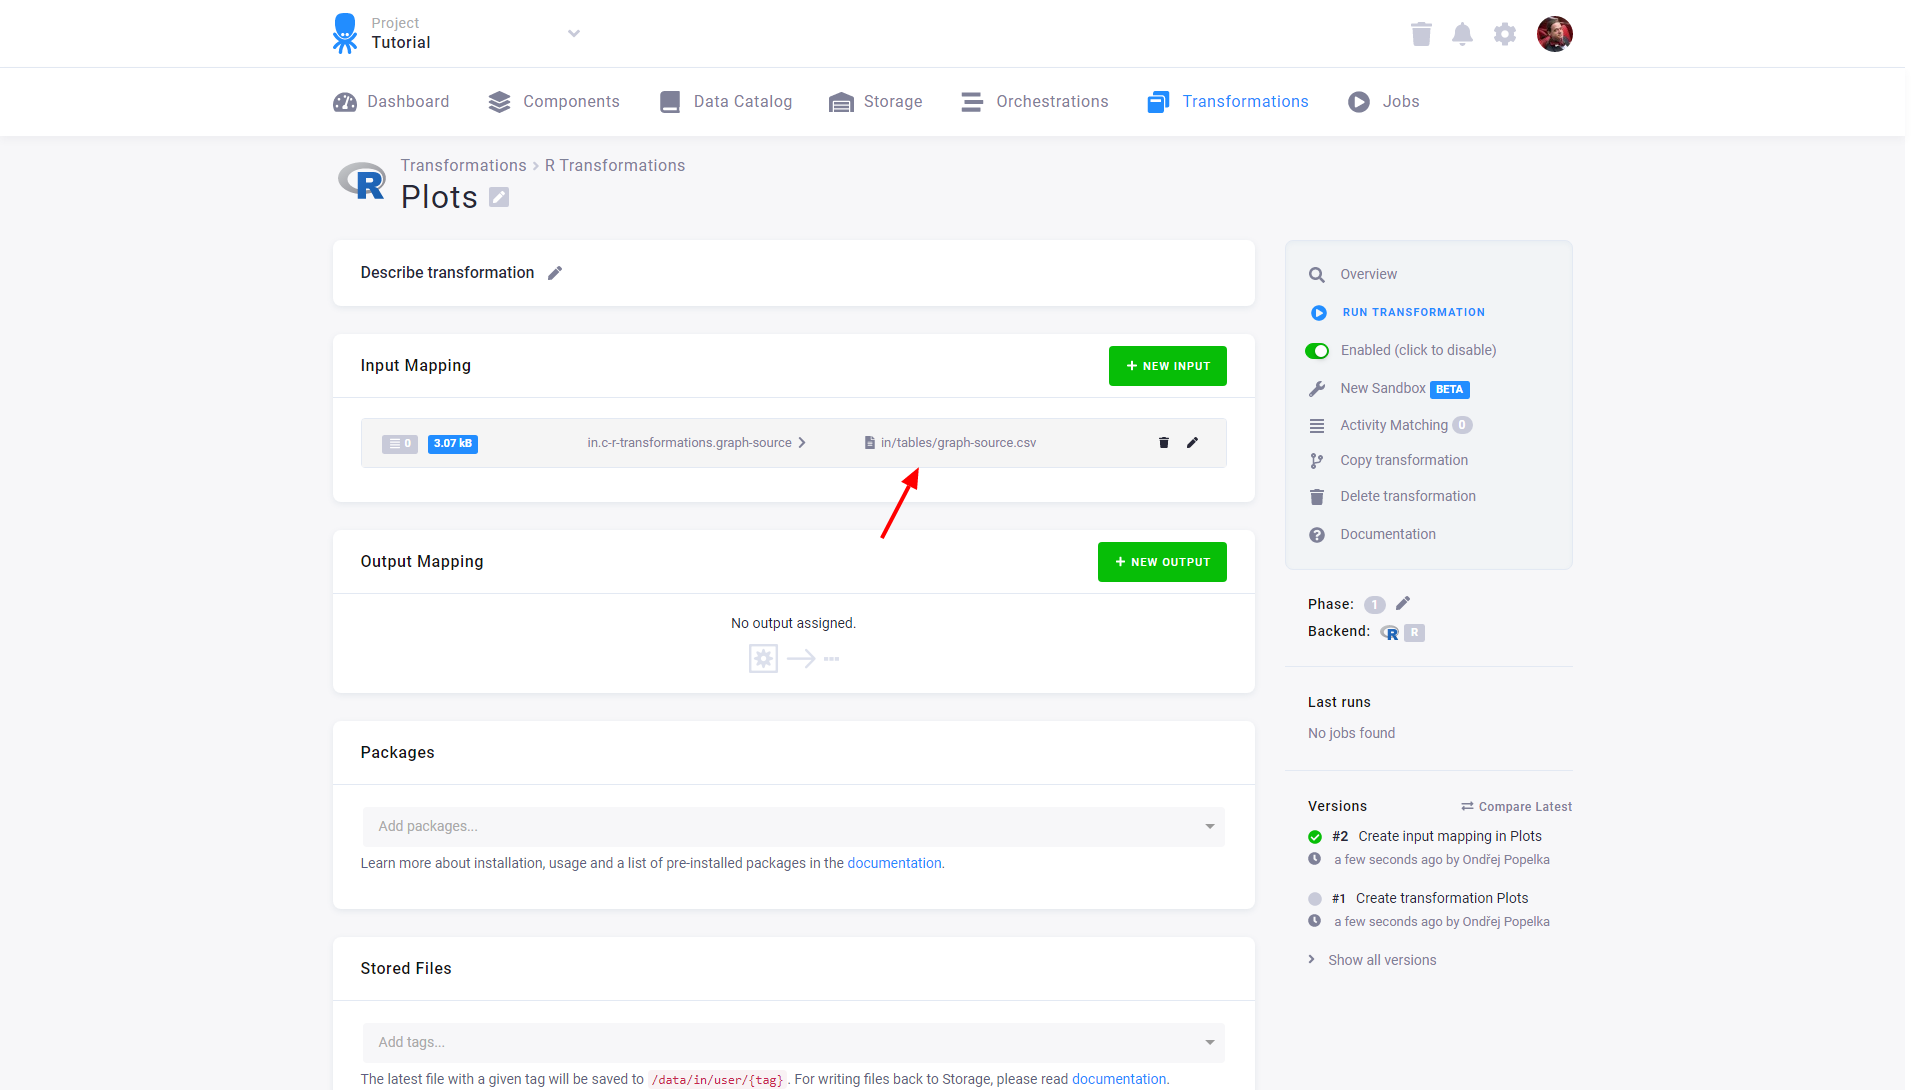 Project
Tutorial
Dashboard Components Data Catalog Storage Orchestrations Transformations Jobs
Transformations › R Transformations
Plots
Describe transformation
Input Mapping
+ NEW INPUT
0 3.07 kB in.c-r-transformations.graph-source in/tables/graph-source.csv
Output Mapping
+ NEW OUTPUT
No output assigned.
Packages
Add packages...
Learn more about installation, usage and a list of pre-installed packages in the documentation.
Stored Files
Add tags...
The latest file with a given tag will be saved to /data/in/user/{tag} . For writing files back to Storage, please read documentation.
Overview
RUN TRANSFORMATION
Enabled (click to disable)
New Sandbox BETA
Activity Matching 0
Copy transformation
Delete transformation
Documentation
Phase: 1
Backend: R R
Last runs
No jobs found
Versions Compare Latest
#2 Create input mapping in Plots
a few seconds ago by Ondřej Popelka
#1 Create transformation Plots
a few seconds ago by Ondřej Popelka
Show all versions